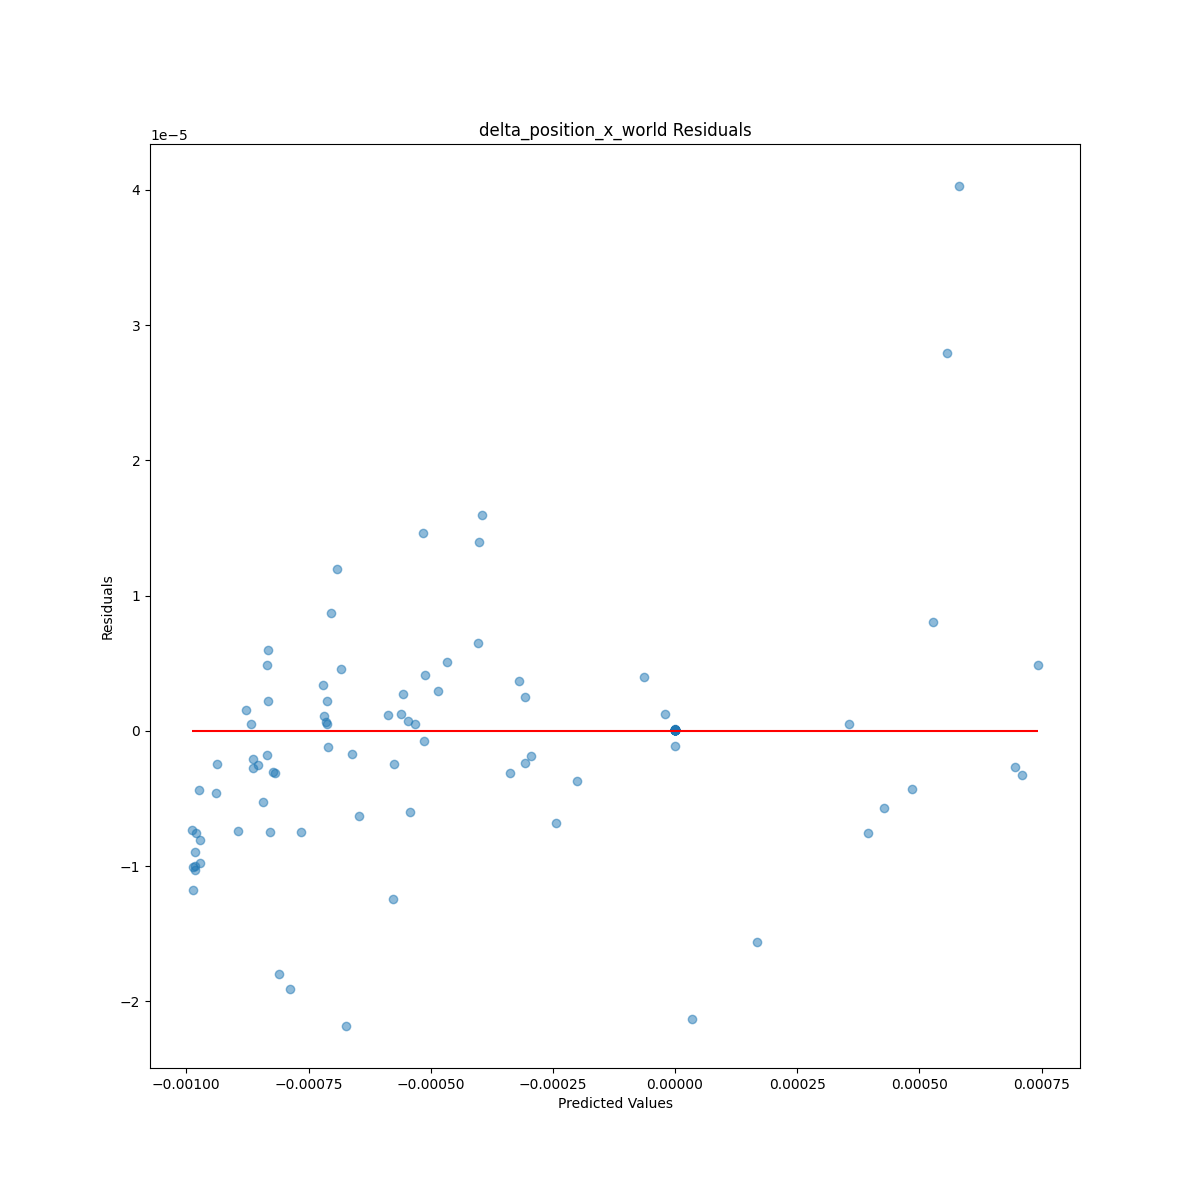 delta_position_x_world Residuals
1e−5
4
3
2
1
0
−1
−2
Residuals
−0.00100 −0.00075 −0.00050 −0.00025 0.00000 0.00025 0.00050 0.00075
Predicted Values